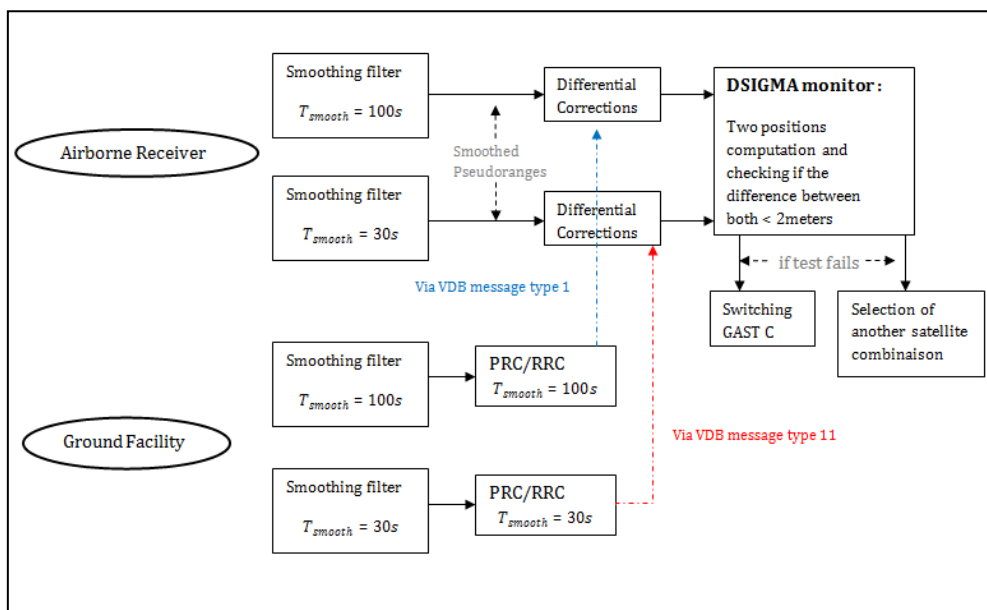 Smoothing filter
T_smooth = 100s
Differential
Corrections
DSIGMA monitor :
Two positions
computation and
checking if the
difference between
both < 2meters
Airborne Receiver
Smoothed
Pseudoranges
Smoothing filter
T_smooth = 30s
Differential
Corrections
if test fails
Via VDB message type 1
Switching
GAST C
Selection of
another satellite
combinaison
Smoothing filter
T_smooth = 100s
PRC/RRC
T_smooth = 100s
Ground Facility
Via VDB message type 11
Smoothing filter
T_smooth = 30s
PRC/RRC
T_smooth = 30s